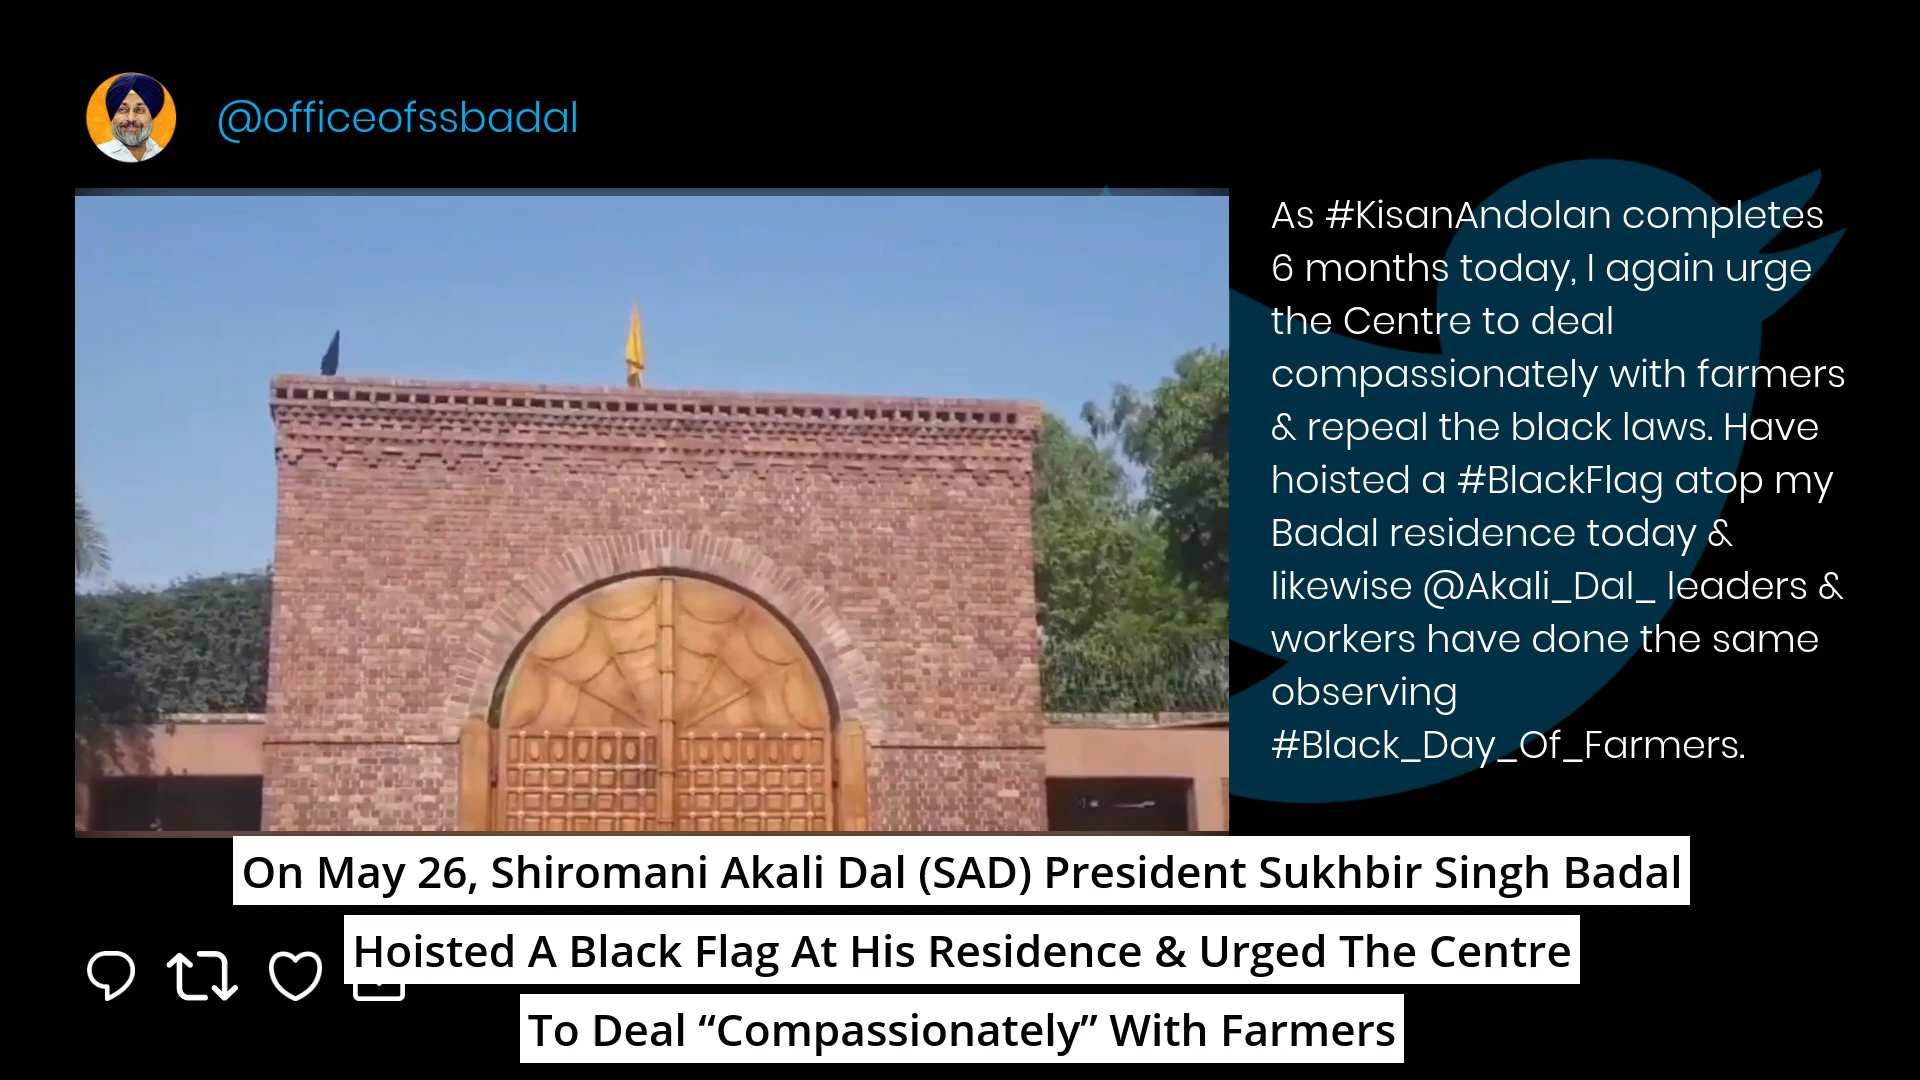 @officeofssbadal
As #KisanAndolan completes
6 months today, I again urge
the Centre to deal
compassionately with farmers
& repeal the black laws. Have
hoisted a #BlackFlag atop my
Badal residence today &
likewise @Akali_Dal_ leaders &
workers have done the same
observing
#Black_Day_Of_Farmers.
On May 26, Shiromani Akali Dal (SAD) President Sukhbir Singh Badal
Hoisted A Black Flag At His Residence & Urged The Centre
To Deal “Compassionately” With Farmers